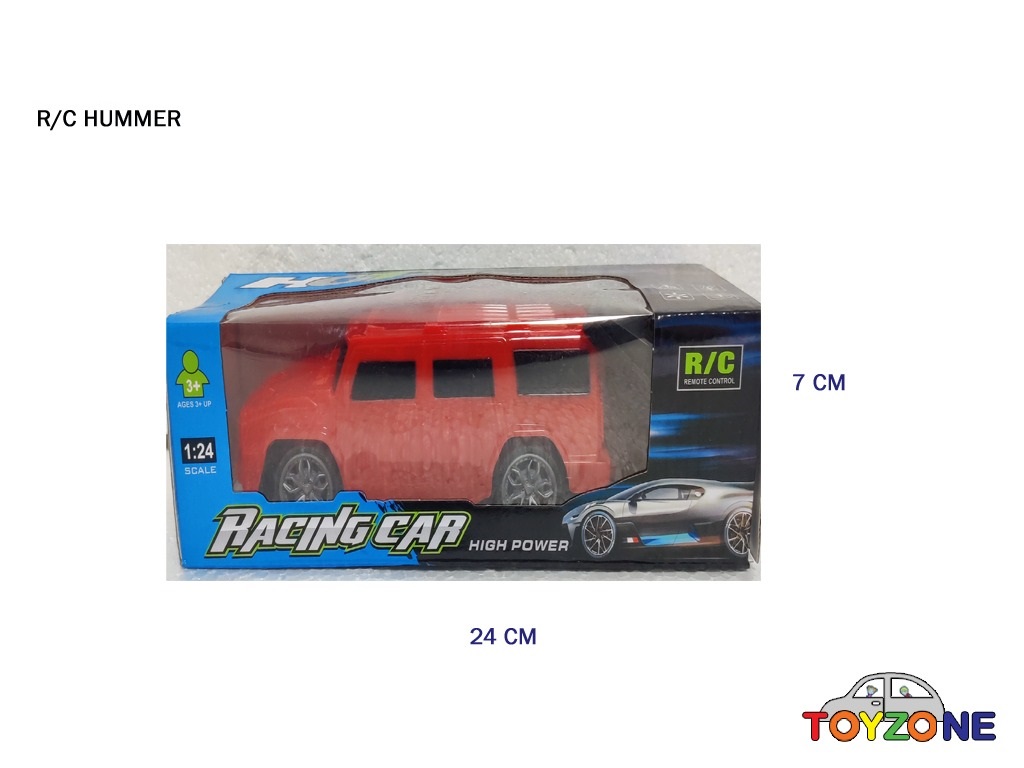 R/C HUMMER
R/C
REMOTE CONTROL
3+
AGES 3+ UP
1:24
SCALE
RACING CAR
HIGH POWER
7 CM
24 CM
TOYZONE